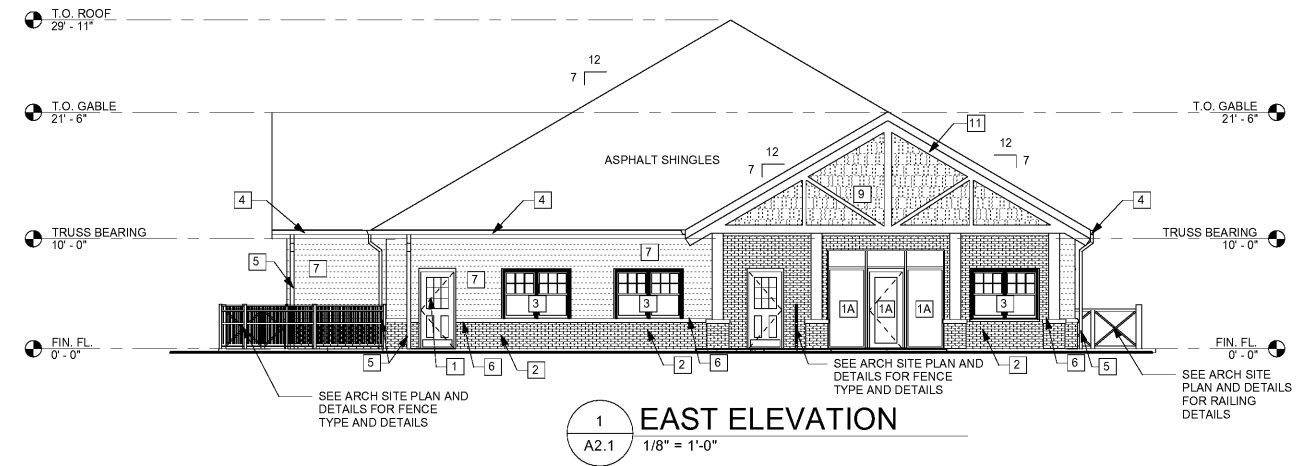 T.O. ROOF
29' - 11"
12
7
T.O. GABLE
21' - 6"
T.O. GABLE
21' - 6"
11
ASPHALT SHINGLES
12
7
12
7
9
4
4
4
TRUSS BEARING
10' - 0"
TRUSS BEARING
10' - 0"
5
7
7
7
3
3
1A
1A
1A
3
FIN. FL.
0' - 0"
FIN. FL.
0' - 0"
5
1
6
2
2
6
2
6
5
SEE ARCH SITE PLAN AND
DETAILS FOR FENCE
TYPE AND DETAILS
SEE ARCH SITE PLAN AND
DETAILS FOR FENCE
TYPE AND DETAILS
SEE ARCH SITE
PLAN AND DETAILS
FOR RAILING
DETAILS
1
A2.1
EAST ELEVATION
1/8" = 1'-0"